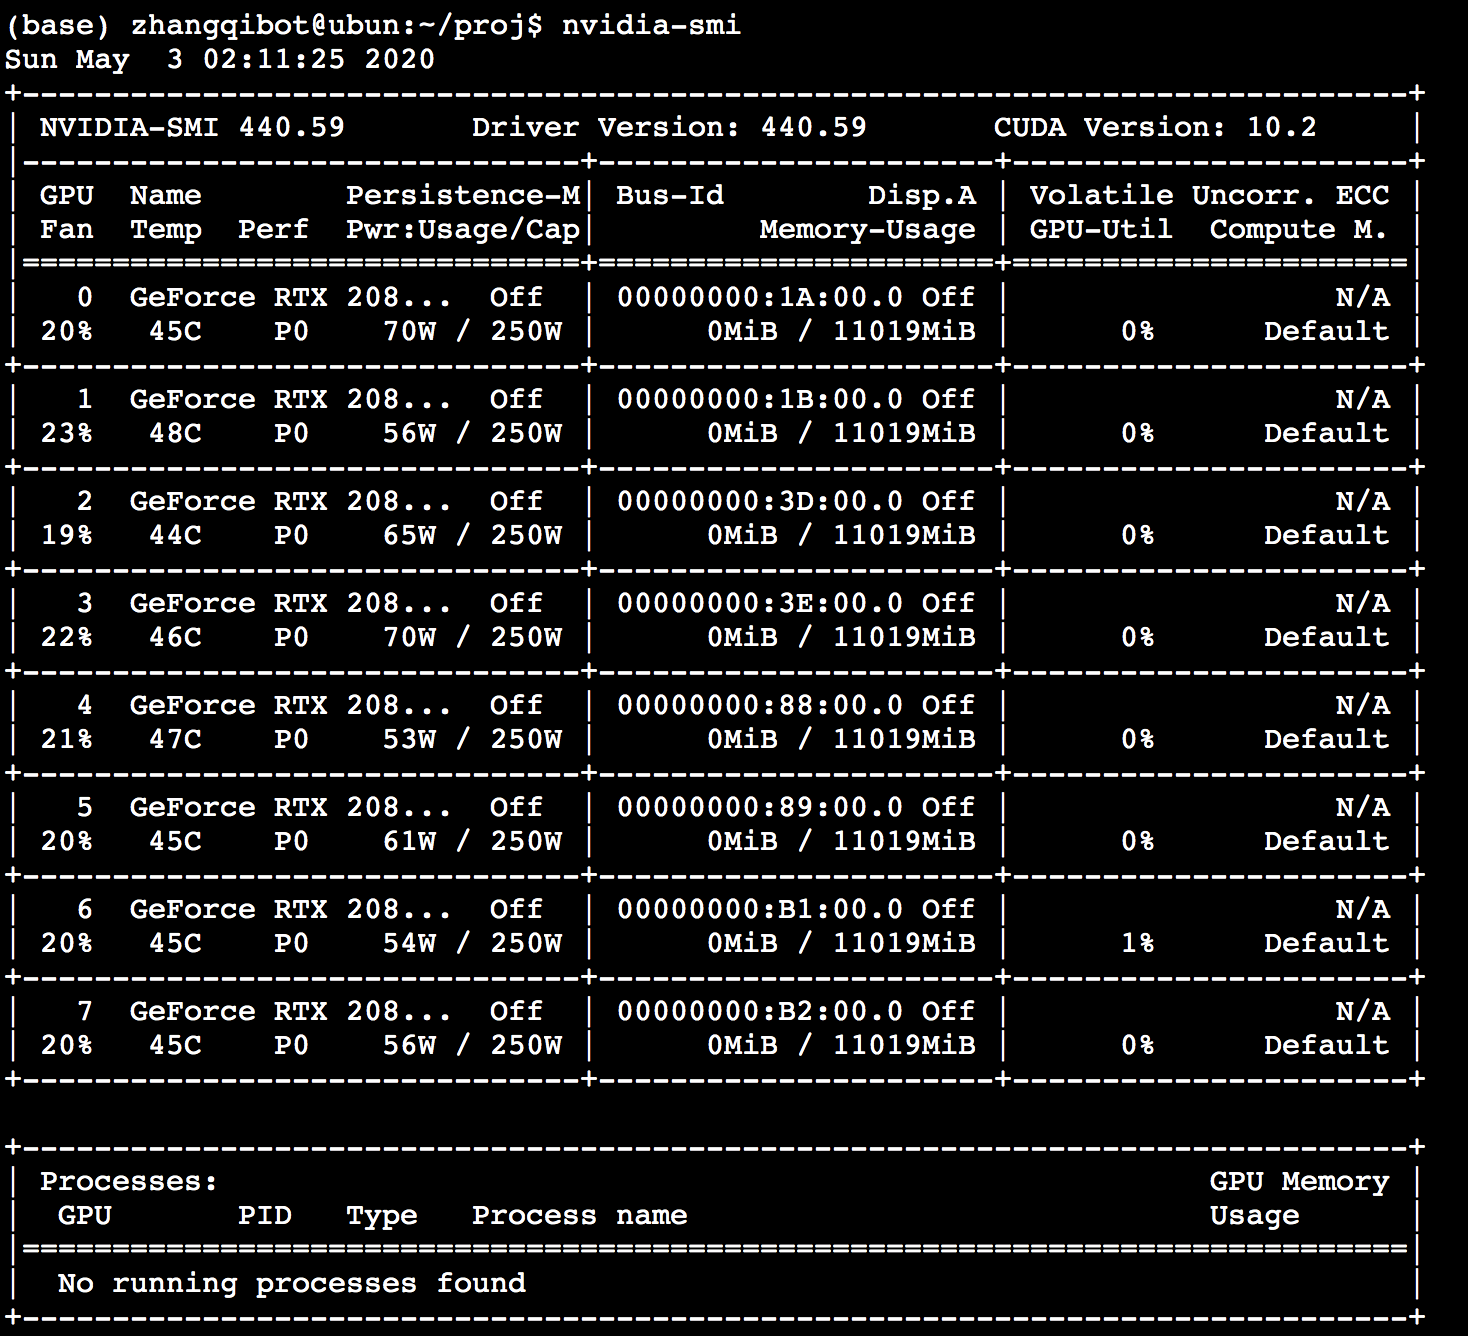 (base) zhangqibot@ubun:~/proj$ nvidia-smi
Sun May  3 02:11:25 2020
+-----------------------------------------------------------------------------+
| NVIDIA-SMI 440.59       Driver Version: 440.59       CUDA Version: 10.2     |
|-------------------------------+----------------------+----------------------+
| GPU  Name        Persistence-M| Bus-Id        Disp.A | Volatile Uncorr. ECC |
| Fan  Temp  Perf  Pwr:Usage/Cap|         Memory-Usage | GPU-Util  Compute M. |
|===============================+======================+======================|
|   0  GeForce RTX 208...  Off  | 00000000:1A:00.0 Off |                  N/A |
| 20%   45C    P0    70W / 250W |      0MiB / 11019MiB |      0%      Default |
+-------------------------------+----------------------+----------------------+
|   1  GeForce RTX 208...  Off  | 00000000:1B:00.0 Off |                  N/A |
| 23%   48C    P0    56W / 250W |      0MiB / 11019MiB |      0%      Default |
+-------------------------------+----------------------+----------------------+
|   2  GeForce RTX 208...  Off  | 00000000:3D:00.0 Off |                  N/A |
| 19%   44C    P0    65W / 250W |      0MiB / 11019MiB |      0%      Default |
+-------------------------------+----------------------+----------------------+
|   3  GeForce RTX 208...  Off  | 00000000:3E:00.0 Off |                  N/A |
| 22%   46C    P0    70W / 250W |      0MiB / 11019MiB |      0%      Default |
+-------------------------------+----------------------+----------------------+
|   4  GeForce RTX 208...  Off  | 00000000:88:00.0 Off |                  N/A |
| 21%   47C    P0    53W / 250W |      0MiB / 11019MiB |      0%      Default |
+-------------------------------+----------------------+----------------------+
|   5  GeForce RTX 208...  Off  | 00000000:89:00.0 Off |                  N/A |
| 20%   45C    P0    61W / 250W |      0MiB / 11019MiB |      0%      Default |
+-------------------------------+----------------------+----------------------+
|   6  GeForce RTX 208...  Off  | 00000000:B1:00.0 Off |                  N/A |
| 20%   45C    P0    54W / 250W |      0MiB / 11019MiB |      1%      Default |
+-------------------------------+----------------------+----------------------+
|   7  GeForce RTX 208...  Off  | 00000000:B2:00.0 Off |                  N/A |
| 20%   45C    P0    56W / 250W |      0MiB / 11019MiB |      0%      Default |
+-------------------------------+----------------------+----------------------+

+-----------------------------------------------------------------------------+
| Processes:                                                       GPU Memory |
|  GPU       PID   Type   Process name                             Usage      |
|=============================================================================|
|  No running processes found                                                 |
+-----------------------------------------------------------------------------+